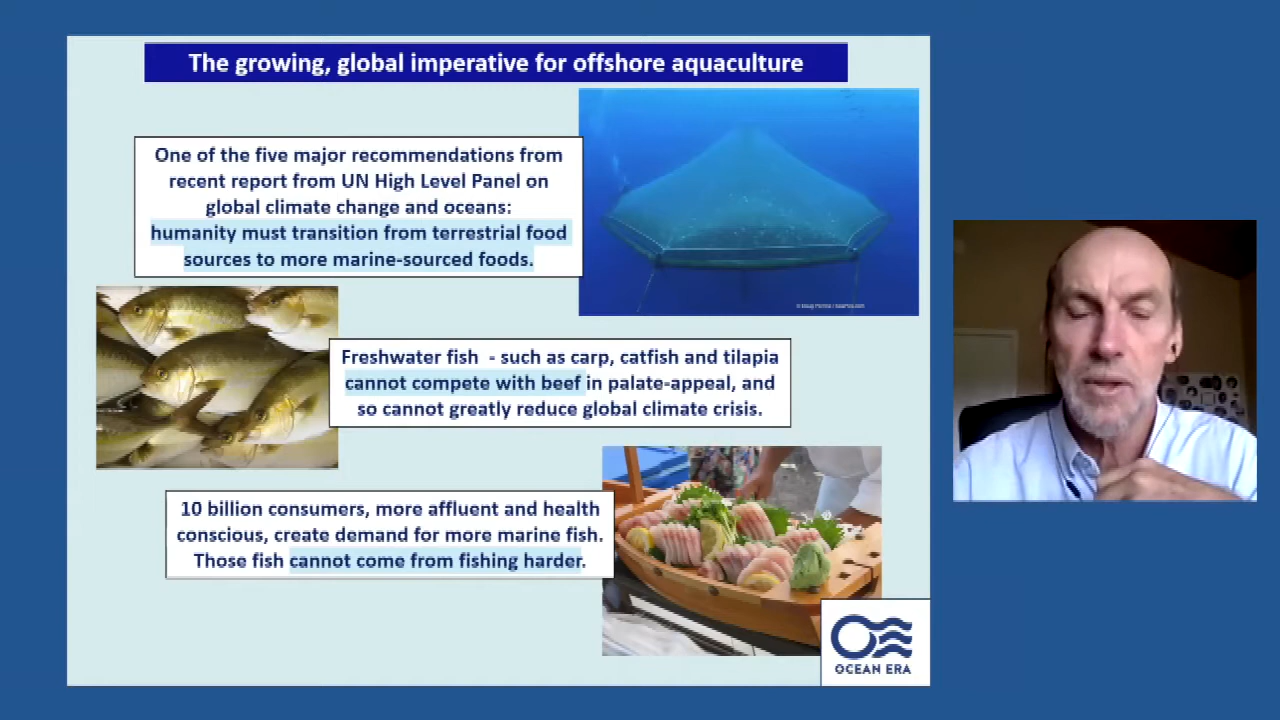 The growing, global imperative for offshore aquaculture
One of the five major recommendations from
recent report from UN High Level Panel on
global climate change and oceans:
humanity must transition from terrestrial food
sources to more marine-sourced foods.
Freshwater fish - such as carp, catfish and tilapia
cannot compete with beef in palate-appeal, and
so cannot greatly reduce global climate crisis.
10 billion consumers, more affluent and health
conscious, create demand for more marine fish.
Those fish cannot come from fishing harder.
OCEAN ERA